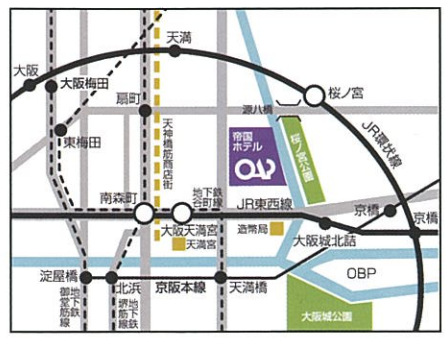 天満
大阪
大阪梅田
桜ノ宮
扇町
源八橋
東梅田
天神橋筋商店街
帝国
ホテル
桜ノ宮公園
JR環状線
地下鉄
谷町線
南森町
JR東西線
京橋
京橋
大阪天満宮
造幣局
大阪城北詰
天満宮
淀屋橋
OBP
北浜
京阪本線
天満橋
地下鉄
御堂筋線
地下鉄
堺筋線
大阪城公園